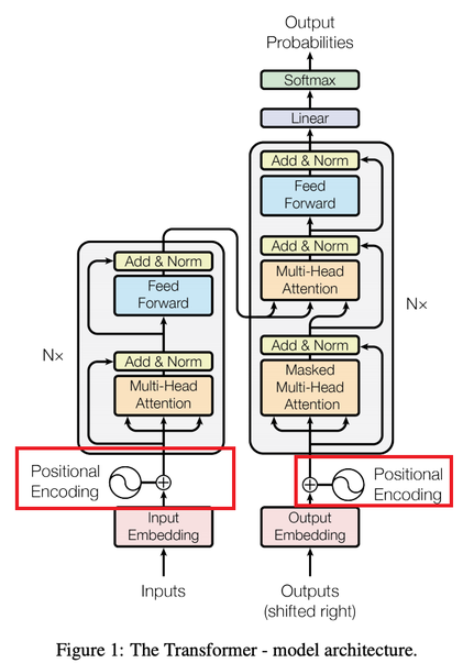 Output
Probabilities
Softmax
Linear
Add & Norm
Feed
Forward
Add & Norm
Multi-Head
Attention
Add & Norm
Masked
Multi-Head
Attention
Nx
Add & Norm
Feed
Forward
Nx
Add & Norm
Multi-Head
Attention
Positional
Encoding
Positional
Encoding
Input
Embedding
Output
Embedding
Inputs
Outputs
(shifted right)
Figure 1: The Transformer - model architecture.